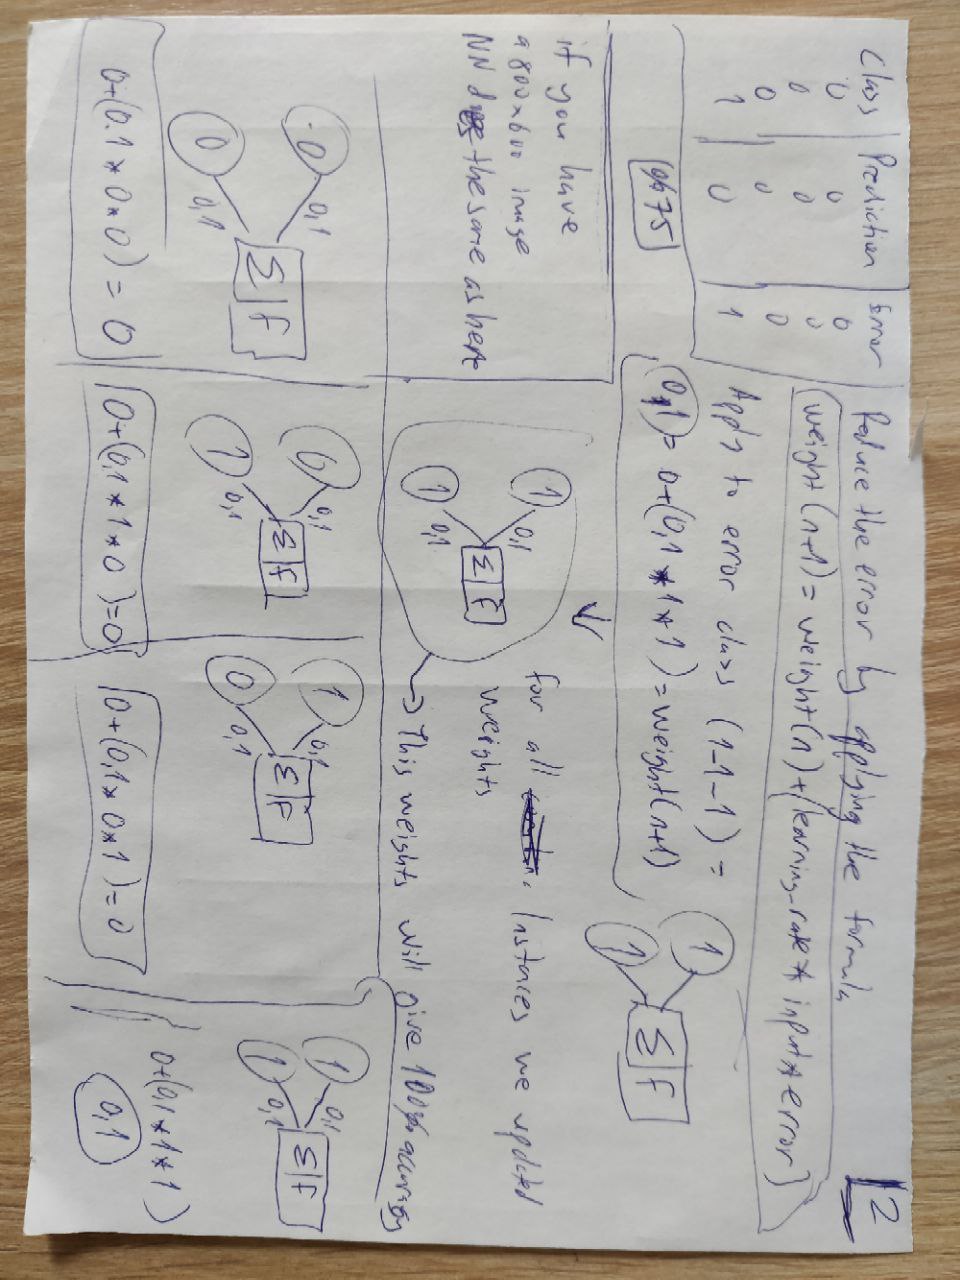 2
Class Prediction Error
0 0 0
0 0 0
0 0 0
1 0 1
%75
Reduce the error by applying the formula
weight(n+1) = weight(n)+(learning_rate * input * error)
Apply to error class (1-1-1) =
0,1 = 0+(0,1 * 1 * 1) = weight(n+1)
1
1
Σ f
if you have
a 800x600 image
NN does the same as here
1 0,1
Σ f
1 0,1
for all Instances we updated
weights
This weights will give 100% accuracy
0 0,1
Σ f
0 0,1
0+(0.1 * 0 * 0) = 0
0 0,1
Σ f
1 0,1
0+(0,1 * 1 * 0) = 0
1 0,1
Σ f
0 0,1
0+(0,1 * 0 * 1) = 0
1 0,1
Σ f
1 0,1
0+(0,1 * 1 * 1)
0,1